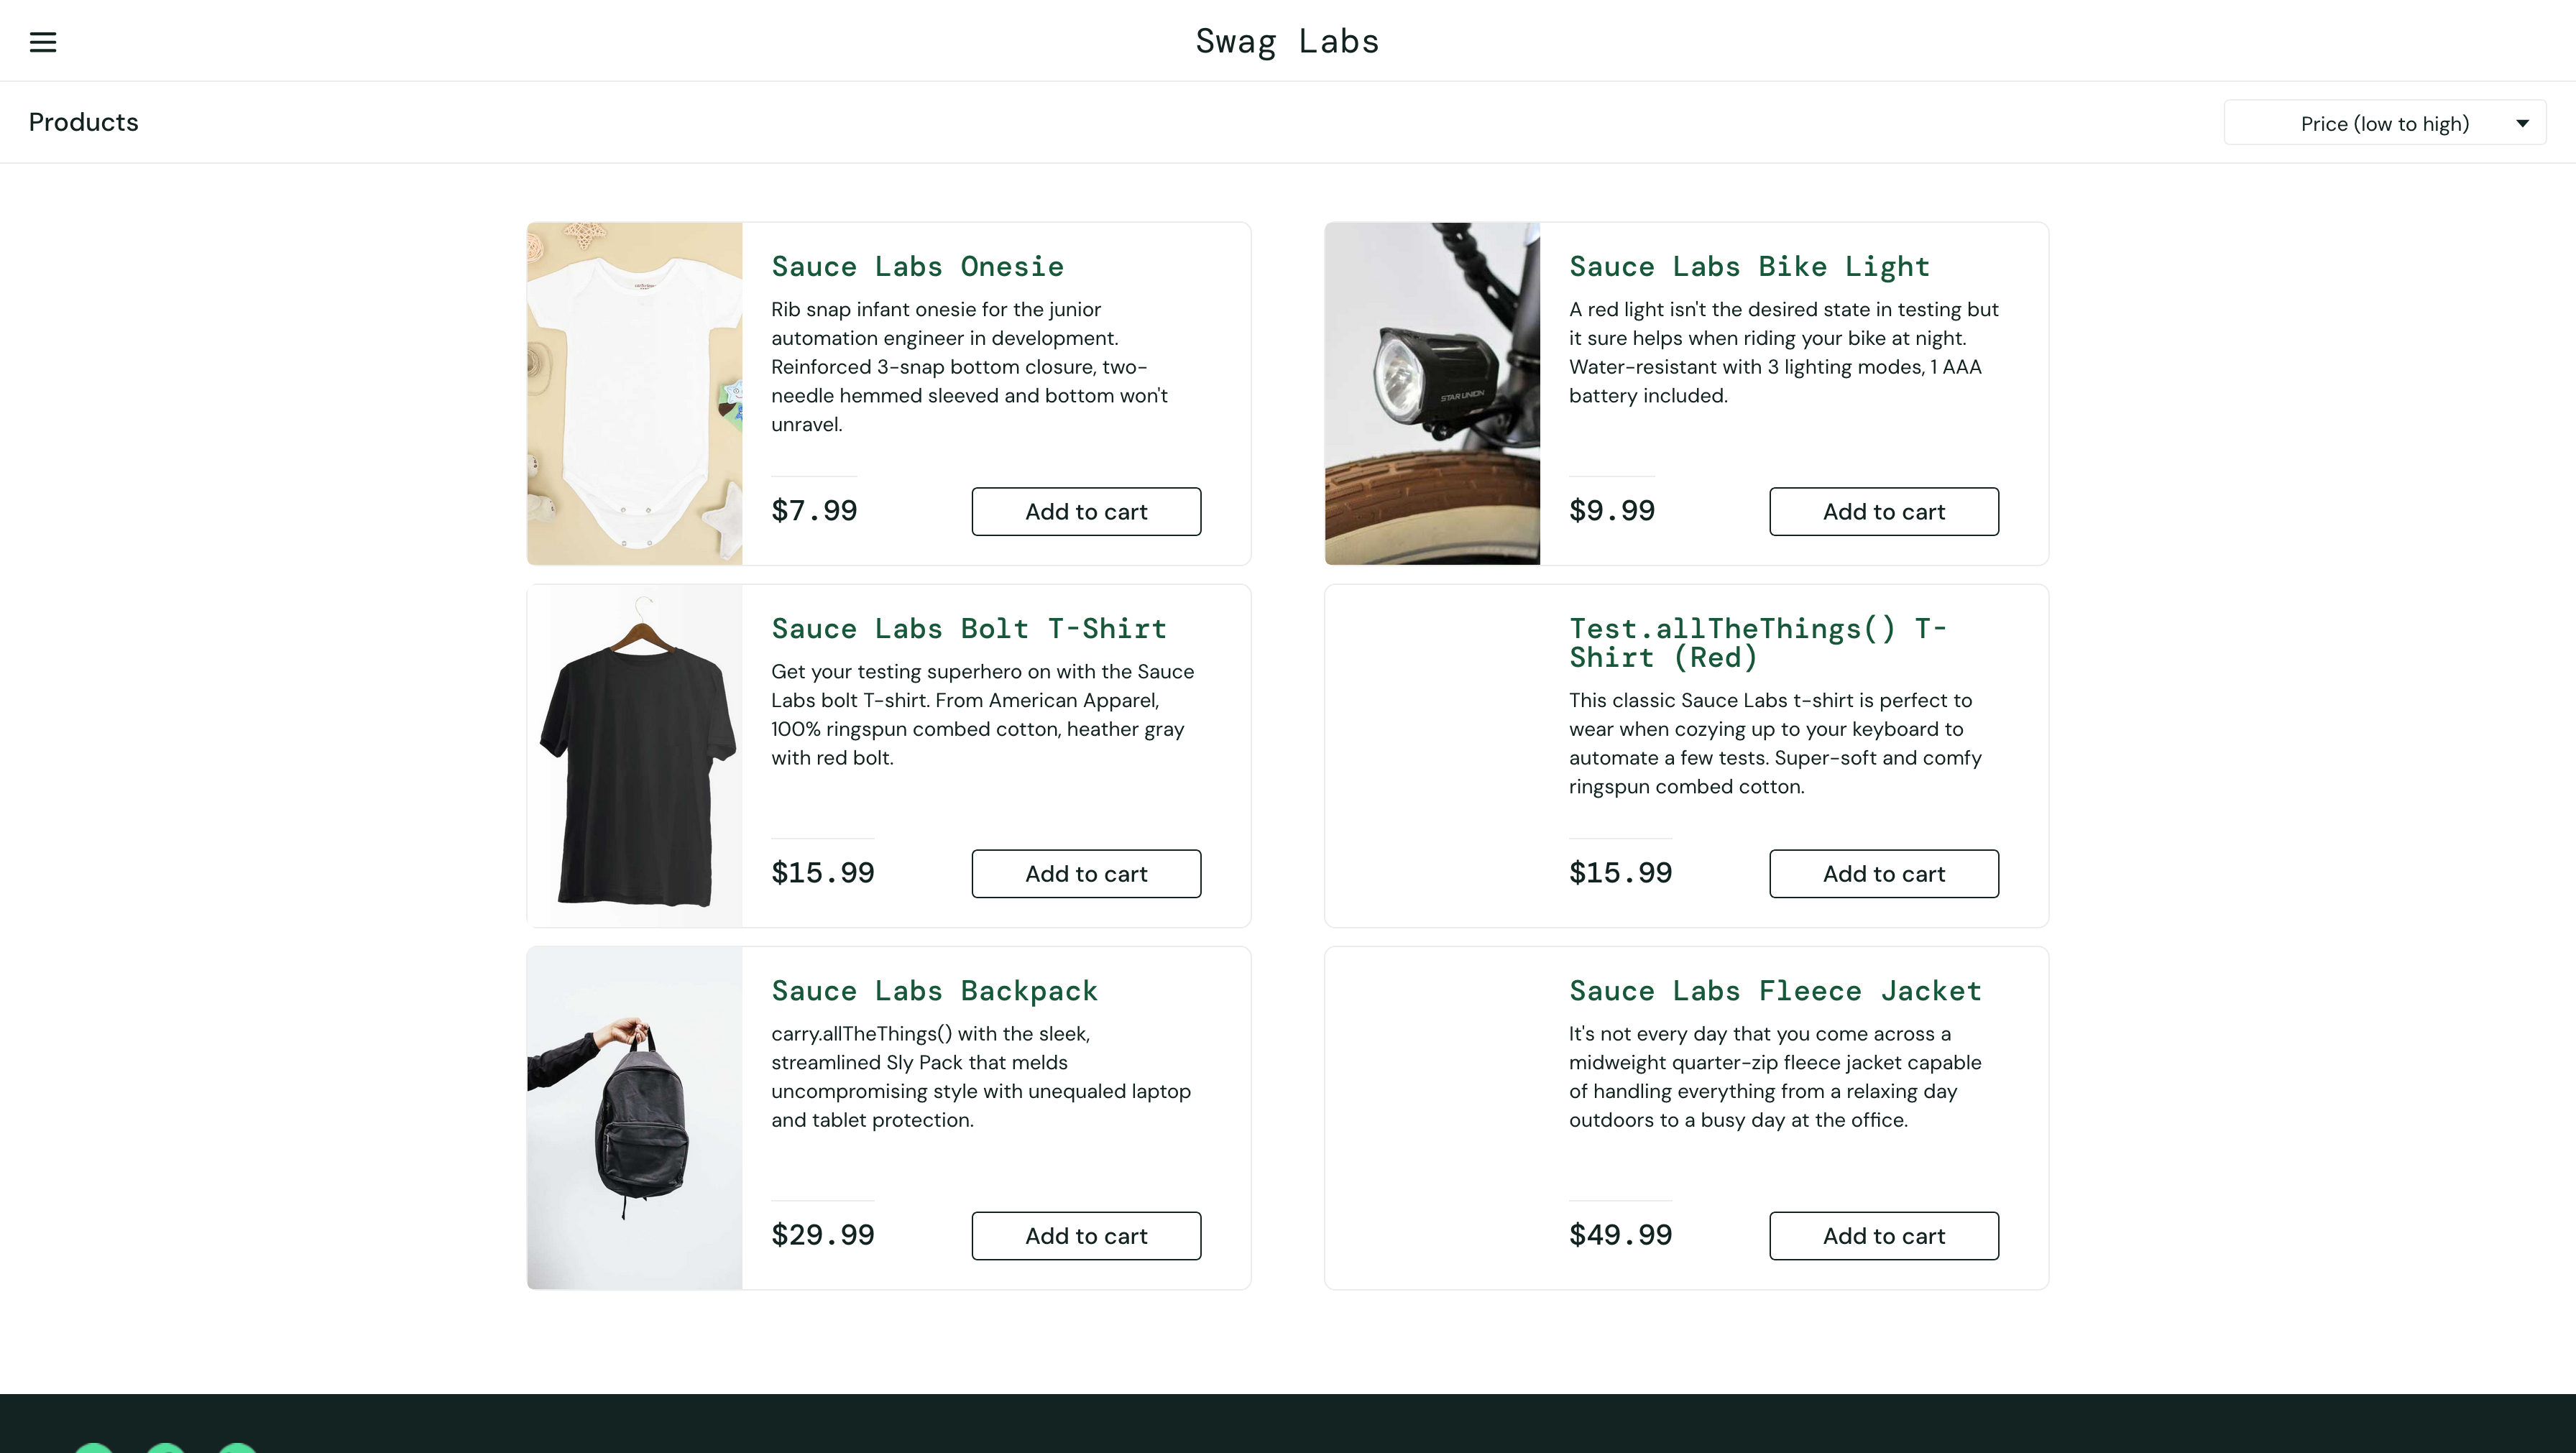 Swag Labs
Products
Price (low to high)
Sauce Labs Onesie
Rib snap infant onesie for the junior
automation engineer in development.
Reinforced 3-snap bottom closure, two-
needle hemmed sleeved and bottom won't
unravel.
$7.99
Add to cart
Sauce Labs Bike Light
A red light isn't the desired state in testing but
it sure helps when riding your bike at night.
Water-resistant with 3 lighting modes, 1 AAA
battery included.
STAR UNION
$9.99
Add to cart
Sauce Labs Bolt T-Shirt
Get your testing superhero on with the Sauce
Labs bolt T-shirt. From American Apparel,
100% ringspun combed cotton, heather gray
with red bolt.
$15.99
Add to cart
Test.allTheThings() T-
Shirt (Red)
This classic Sauce Labs t-shirt is perfect to
wear when cozying up to your keyboard to
automate a few tests. Super-soft and comfy
ringspun combed cotton.
$15.99
Add to cart
Sauce Labs Backpack
carry.allTheThings() with the sleek,
streamlined Sly Pack that melds
uncompromising style with unequaled laptop
and tablet protection.
$29.99
Add to cart
Sauce Labs Fleece Jacket
It's not every day that you come across a
midweight quarter-zip fleece jacket capable
of handling everything from a relaxing day
outdoors to a busy day at the office.
$49.99
Add to cart